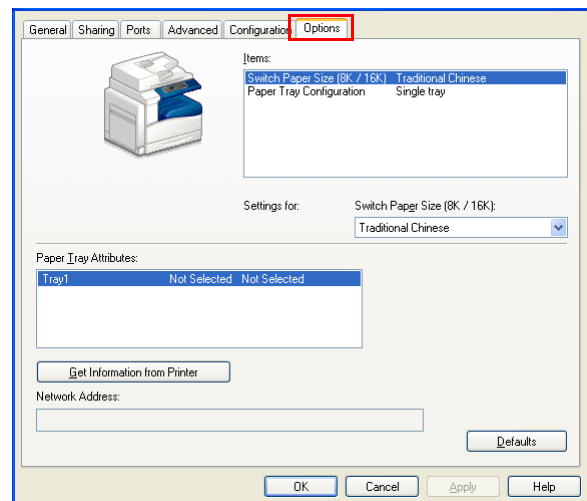 General Sharing Ports Advanced Configuration Options
Items:
Switch Paper Size (8K / 16K) Traditional Chinese
Paper Tray Configuration Single tray
Settings for: Switch Paper Size (8K / 16K):
Traditional Chinese
Paper Tray Attributes:
Tray1 Not Selected Not Selected
Get Information from Printer
Network Address:
Defaults
OK Cancel Apply Help